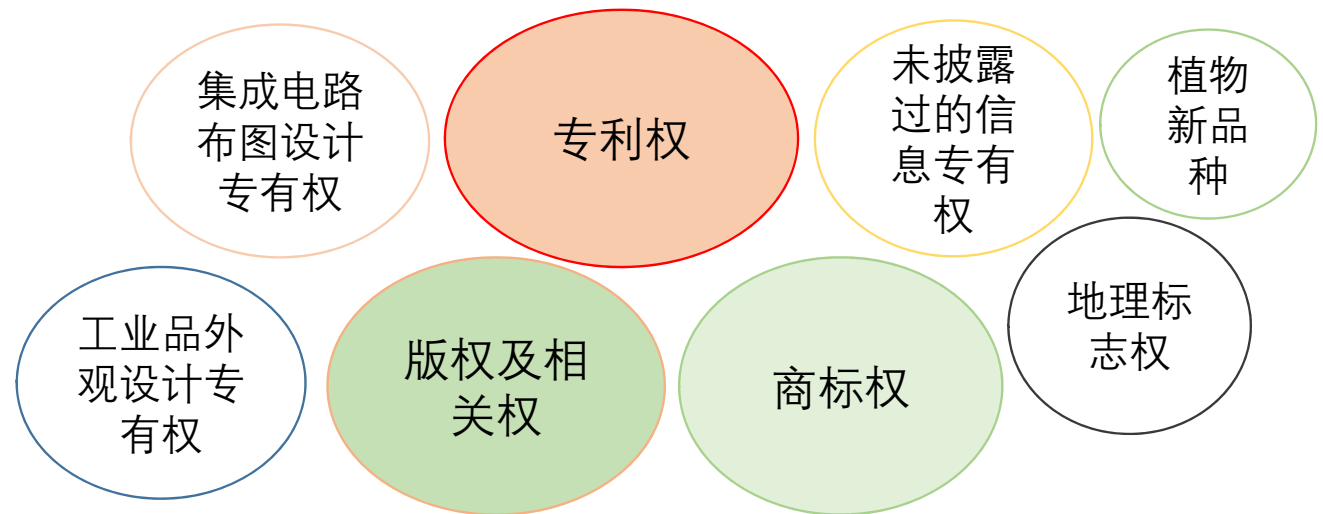 集成电路
布图设计
专有权
专利权
未披露
过的信
息专有
权
植物
新品
种
工业品外
观设计专
有权
版权及相
关权
商标权
地理标
志权